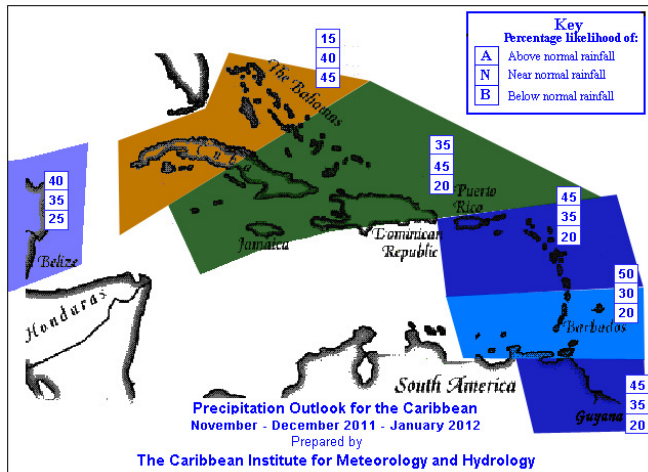 Key
Percentage likelihood of:
A Above normal rainfall
N Near normal rainfall
B Below normal rainfall
15
40
45
The Bahamas
35
45
20
40
35
25
Belize
Puerto
Rico
45
35
20
Jamaica
Dominican
Republic
50
30
20
Barbados
Honduras
South America
45
35
20
Guyana
Precipitation Outlook for the Caribbean
November - December 2011 - January 2012
Prepared by
The Caribbean Institute for Meteorology and Hydrology